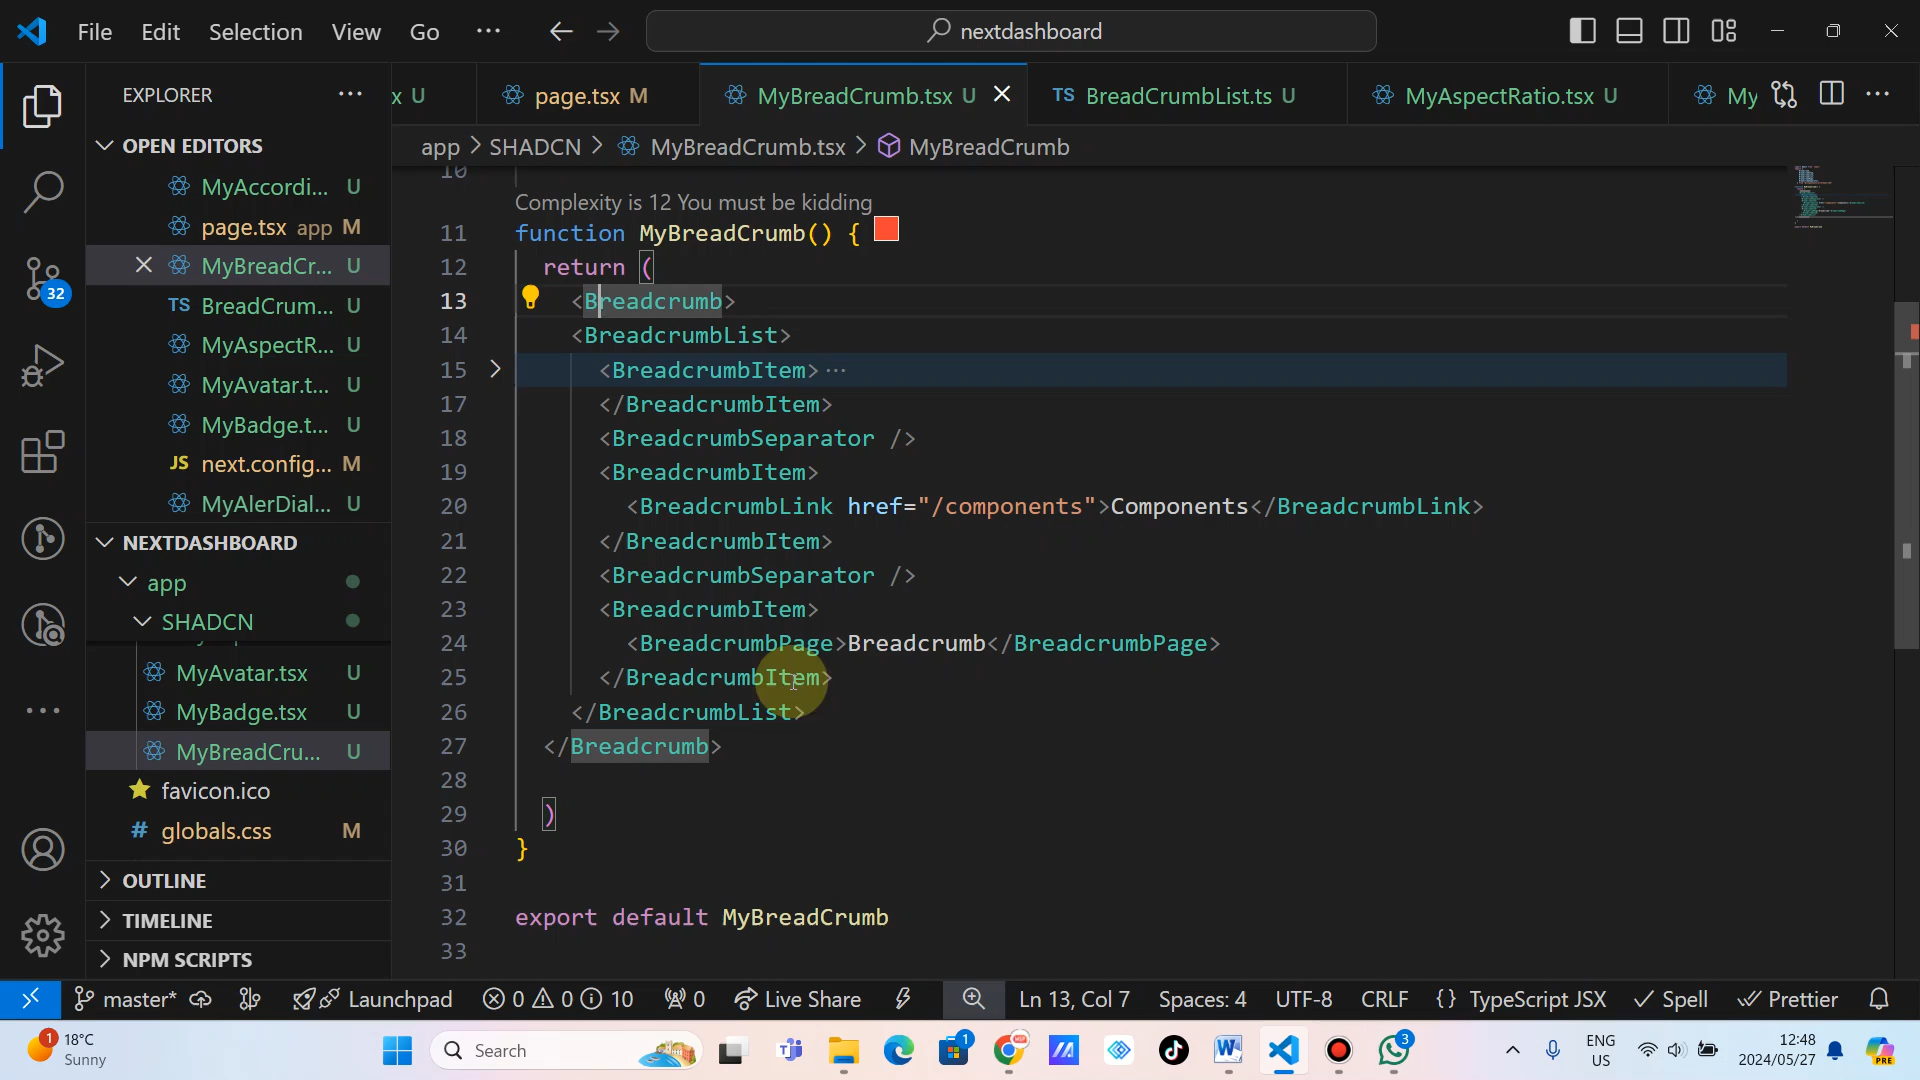 File Edit Selection View Go ··· nextdashboard
EXPLORER ···
x U page.tsx M MyBreadCrumb.tsx U TS BreadCrumbList.ts U MyAspectRatio.tsx U My ···
app > SHADCN > MyBreadCrumb.tsx > MyBreadCrumb
OPEN EDITORS
MyAccordi... U
page.tsx app M
MyBreadCr... U
TS BreadCrum... U
MyAspectR... U
MyAvatar.t... U
MyBadge.t... U
JS next.config... M
MyAlerDial... U
32
NEXTDASHBOARD
app
SHADCN
MyAvatar.tsx U
MyBadge.tsx U
MyBreadCru... U
favicon.ico
# globals.css M
OUTLINE
TIMELINE
NPM SCRIPTS
10
Complexity is 12 You must be kidding
11 function MyBreadCrumb() {
12 return (
13 <Breadcrumb>
14 <BreadcrumbList>
15 <BreadcrumbItem>···
17 </BreadcrumbItem>
18 <BreadcrumbSeparator />
19 <BreadcrumbItem>
20 <BreadcrumbLink href="/components">Components</BreadcrumbLink>
21 </BreadcrumbItem>
22 <BreadcrumbSeparator />
23 <BreadcrumbItem>
24 <BreadcrumbPage>Breadcrumb</BreadcrumbPage>
25 </BreadcrumbItem>
26 </BreadcrumbList>
27 </Breadcrumb>
28
29 )
30 }
31
32 export default MyBreadCrumb
33
master* Launchpad 0 0 10 0 Live Share Ln 13, Col 7 Spaces: 4 UTF-8 CRLF {} TypeScript JSX Spell Prettier
1 18°C
Sunny
Search
1
3
ENG
US
12:48
2024/05/27
PRE